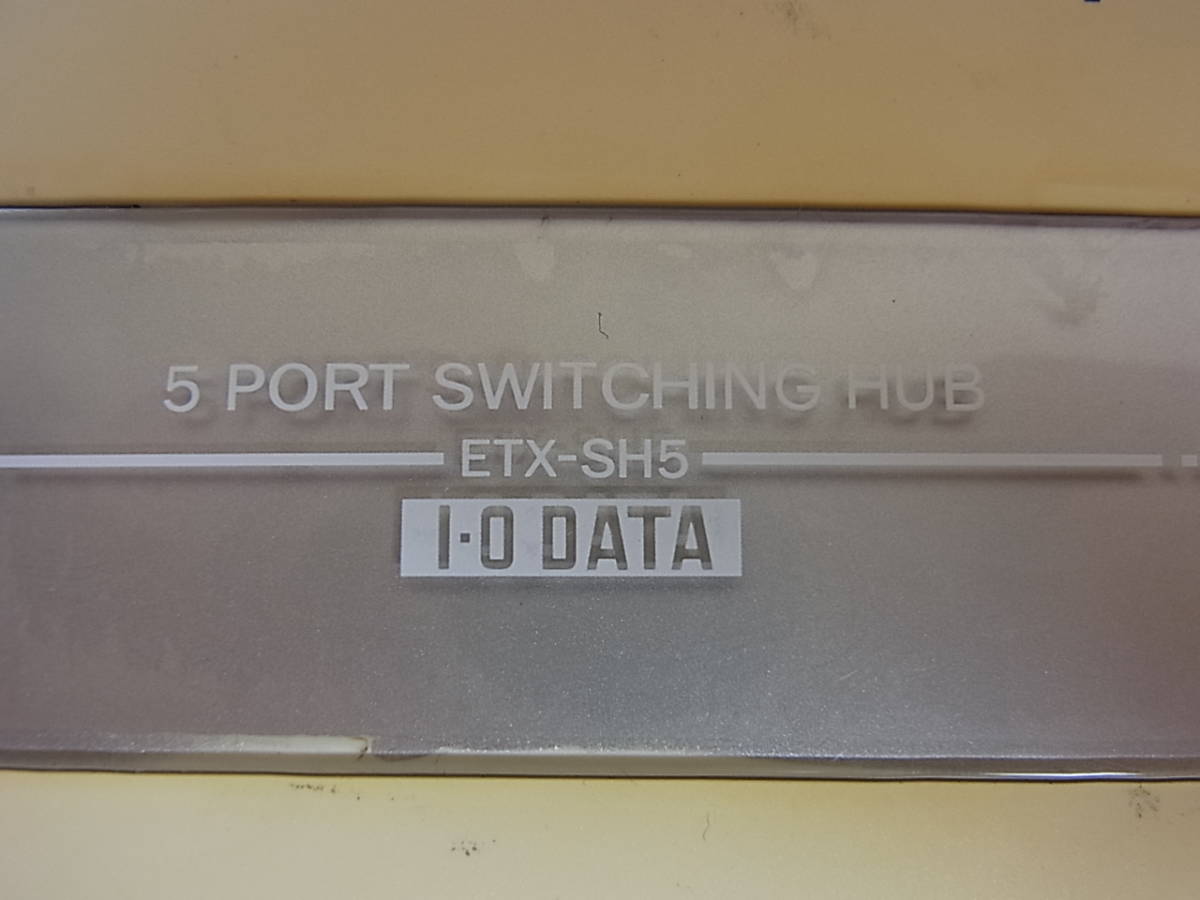 5 PORT SWITCHING HUB
ETX-SH5
I·O DATA